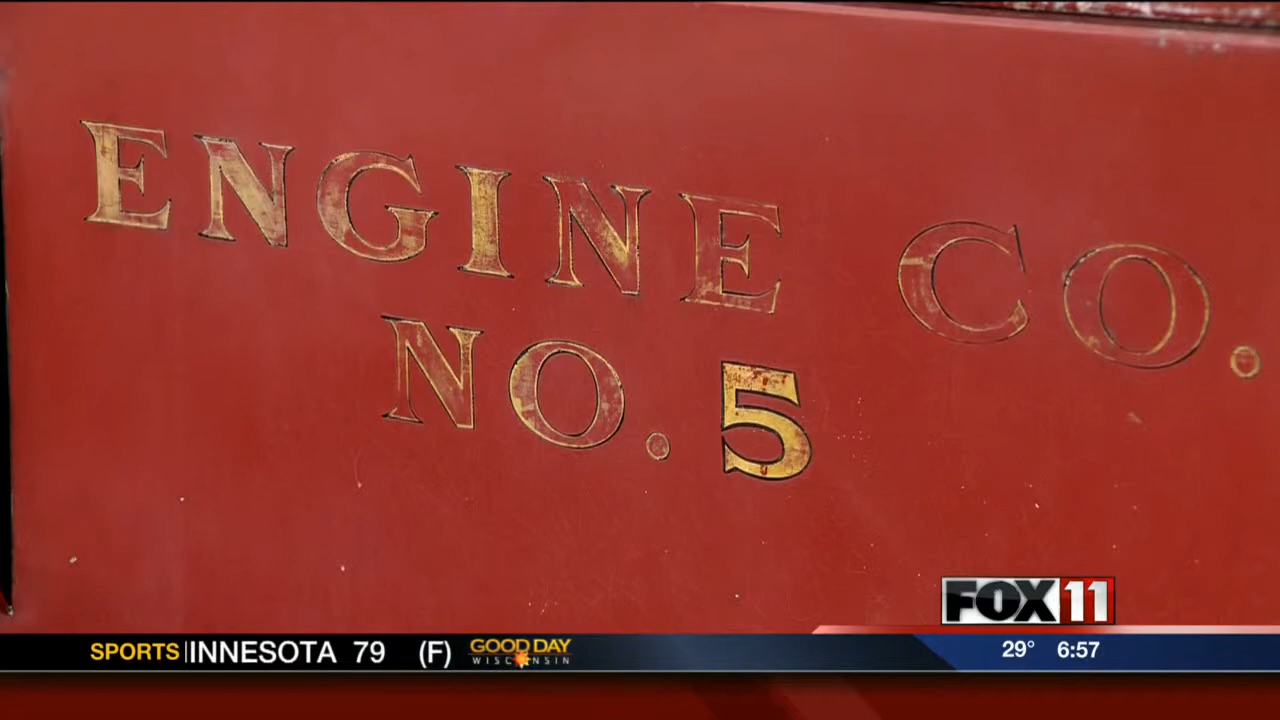 ENGINE CO.
NO. 5
FOX 11
SPORTS INNESOTA 79 (F) GOOD DAY WISCONSIN 29° 6:57